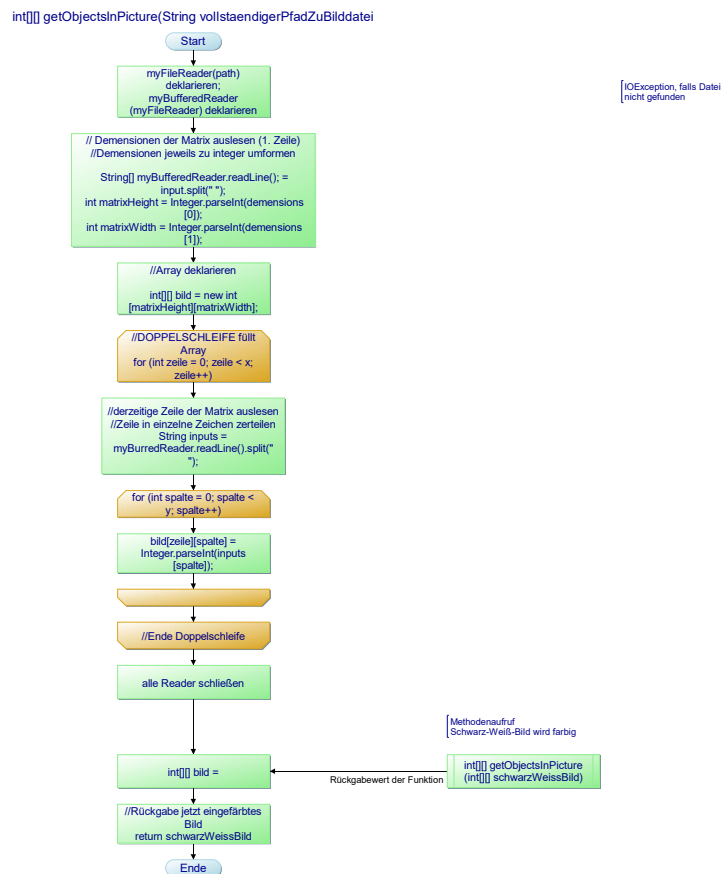 int[][] getObjectsInPicture(String vollstaendigerPfadZuBilddatei
Start
myFileReader(path)
deklarieren;
myBufferedReader
(myFileReader) deklarieren
IOException, falls Datei
nicht gefunden
// Demensionen der Matrix auslesen (1. Zeile)
//Demensionen jeweils zu integer umformen
String[] myBufferedReader.readLine(); =
input.split(" ");
int matrixHeight = Integer.parseInt(demensions
[0]);
int matrixWidth = Integer.parseInt(demensions
[1]);
//Array deklarieren
int[][] bild = new int
[matrixHeight][matrixWidth];
//DOPPELSCHLEIFE füllt
Array
for (int zeile = 0; zeile < x;
zeile++)
//derzeitige Zeile der Matrix auslesen
//Zeile in einzelne Zeichen zerteilen
String inputs =
myBurredReader.readLine().split("
");
for (int spalte = 0; spalte <
y; spalte++)
bild[zeile][spalte] =
Integer.parseInt(inputs
[spalte]);
//Ende Doppelschleife
alle Reader schließen
Methodenaufruf
Schwarz-Weiß-Bild wird farbig
int[][] bild =
Rückgabewert der Funktion
int[][] getObjectsInPicture
(int[][] schwarzWeissBild)
//Rückgabe jetzt eingefärbtes
Bild
return schwarzWeissBild
Ende